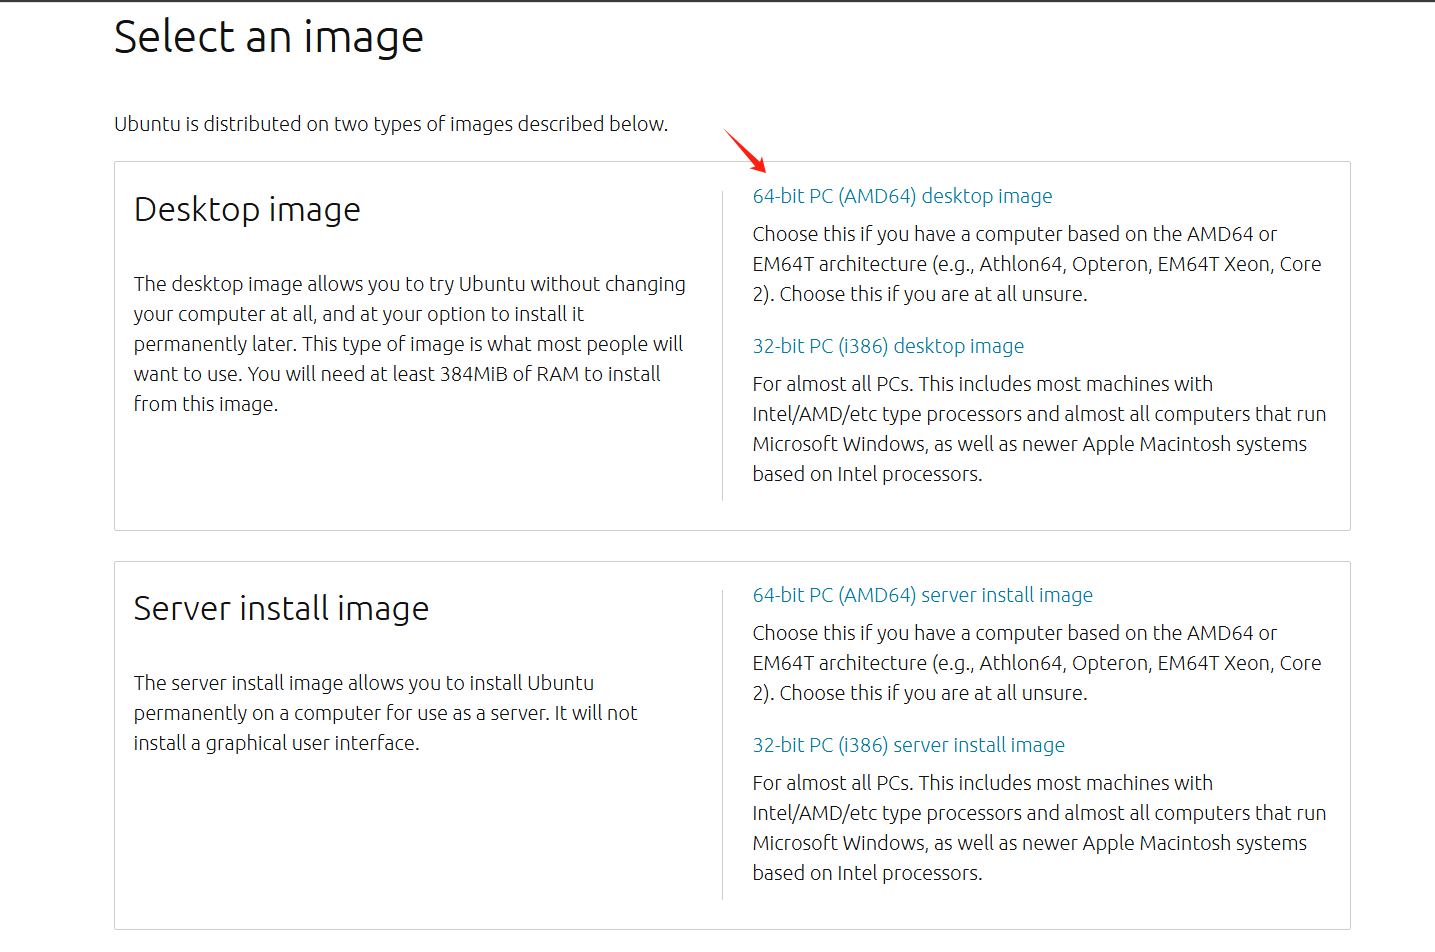 Select an image
Ubuntu is distributed on two types of images described below.
Desktop image
The desktop image allows you to try Ubuntu without changing
your computer at all, and at your option to install it
permanently later. This type of image is what most people will
want to use. You will need at least 384MiB of RAM to install
from this image.
64-bit PC (AMD64) desktop image
Choose this if you have a computer based on the AMD64 or
EM64T architecture (e.g., Athlon64, Opteron, EM64T Xeon, Core
2). Choose this if you are at all unsure.
32-bit PC (i386) desktop image
For almost all PCs. This includes most machines with
Intel/AMD/etc type processors and almost all computers that run
Microsoft Windows, as well as newer Apple Macintosh systems
based on Intel processors.
Server install image
The server install image allows you to install Ubuntu
permanently on a computer for use as a server. It will not
install a graphical user interface.
64-bit PC (AMD64) server install image
Choose this if you have a computer based on the AMD64 or
EM64T architecture (e.g., Athlon64, Opteron, EM64T Xeon, Core
2). Choose this if you are at all unsure.
32-bit PC (i386) server install image
For almost all PCs. This includes most machines with
Intel/AMD/etc type processors and almost all computers that run
Microsoft Windows, as well as newer Apple Macintosh systems
based on Intel processors.